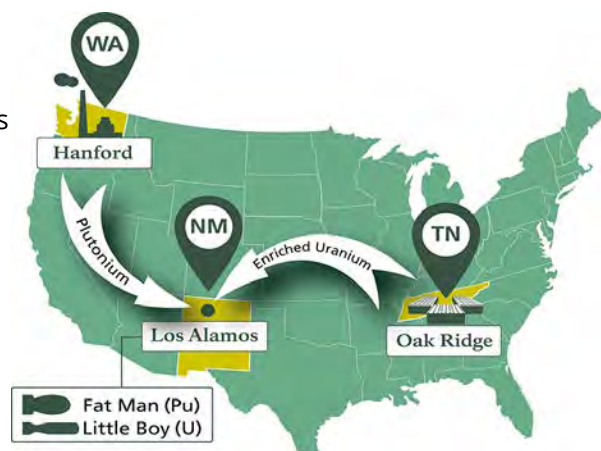 WA
s
Hanford
Plutonium
NM
Enriched Uranium
TN
Los Alamos
Oak Ridge
Fat Man (Pu)
Little Boy (U)